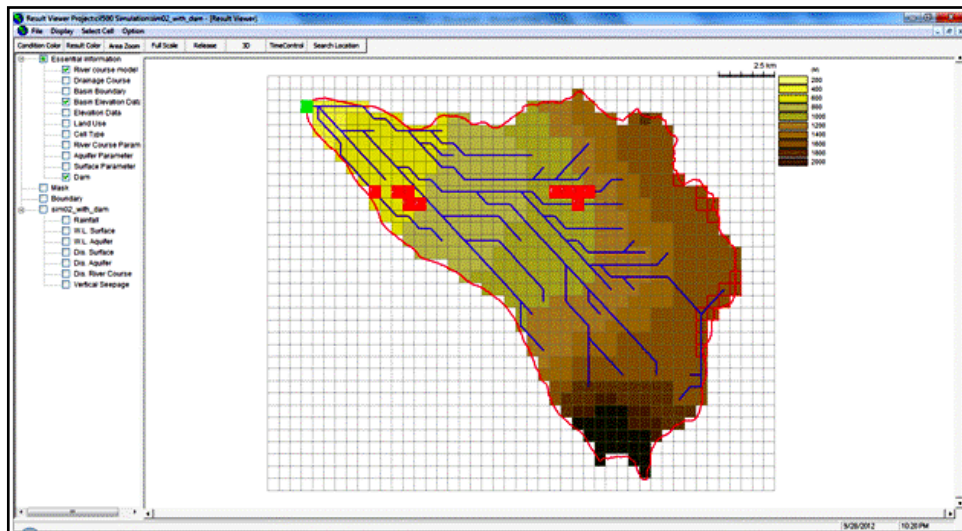 Result Viewer Projects\I500 Simulation\sim02_with_dam - [Result Viewer]
File Display Select Cell Option
Condition Color Result Color Area Zoom Full Scale Release 3D TimeControl Search Location
Essential Information
River course model
Drainage Course
Basin Boundary
Basin Elevation Data
Elevation Data
Land Use
Cell Type
River Course Param
Aquifer Parameter
Surface Parameter
Dam
Mesh
Boundary
sim02_with_dam
Rainfall
W.L. Surface
W.L. Aquifer
Dis. Surface
Dis. Aquifer
Dis. River Course
Vertical Seepage
2.5 km
(M)
200
400
600
800
1000
1200
1400
1600
1800
2000
9/28/2012 10:20 PM